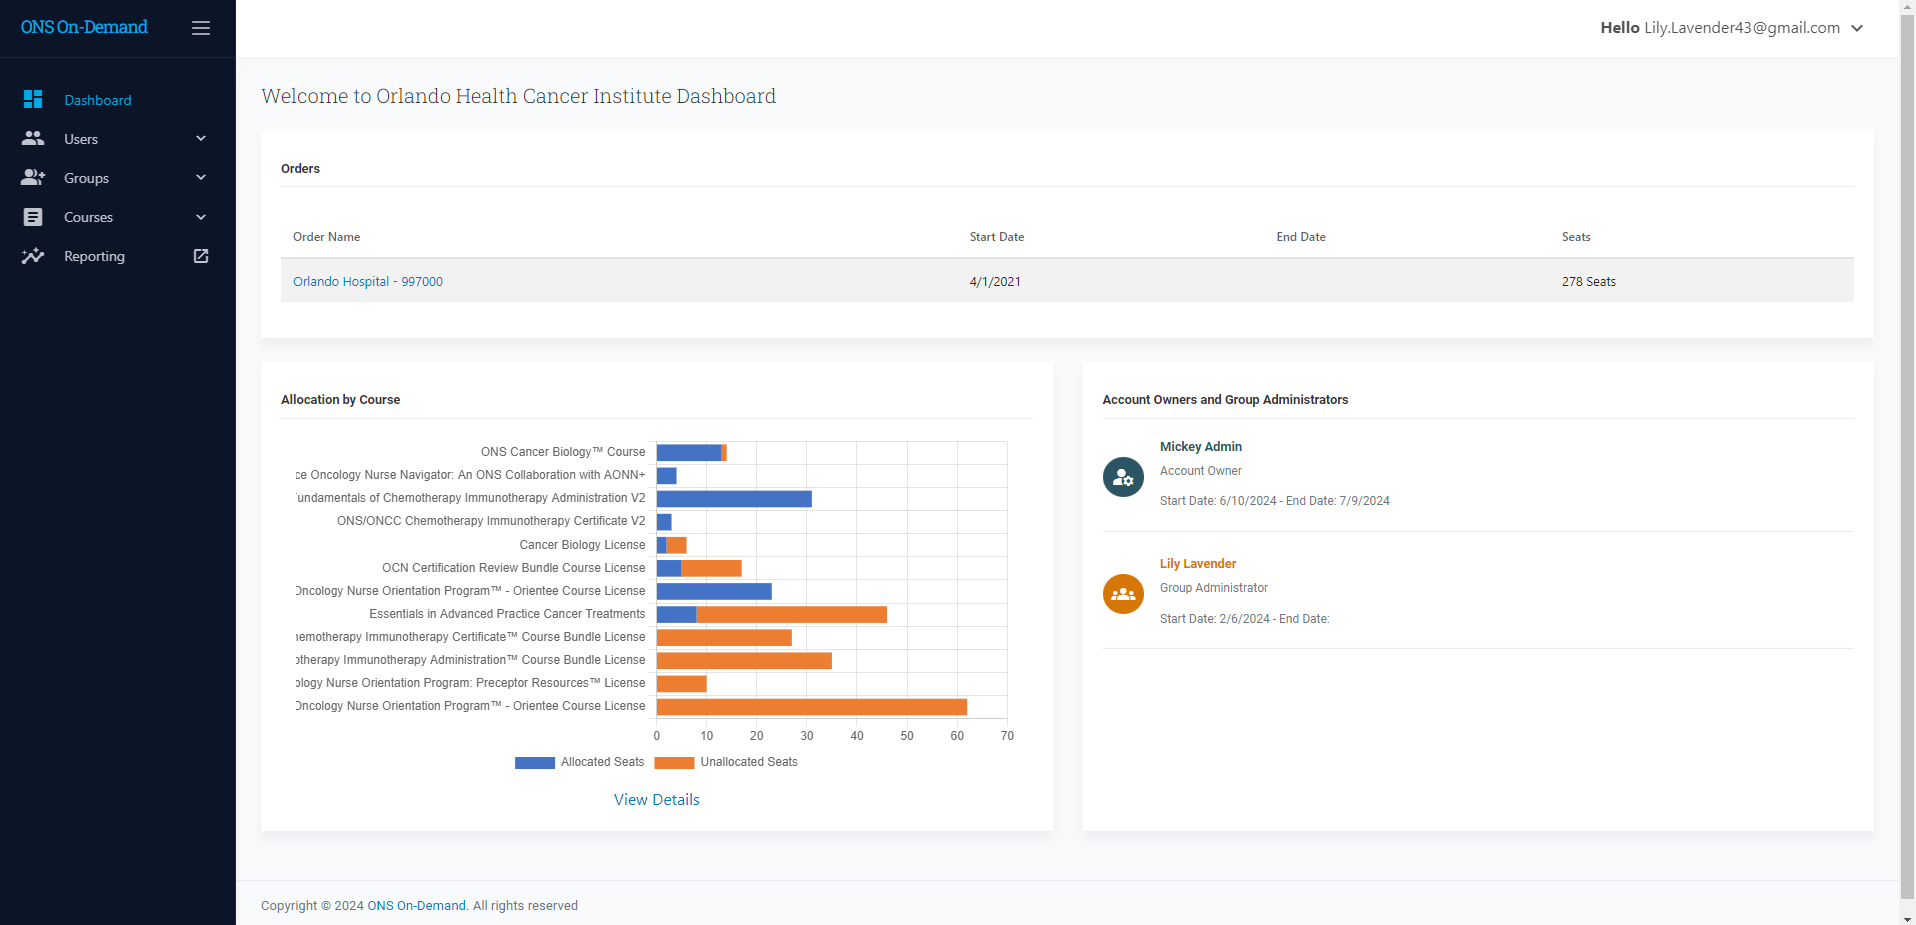 ONS On-Demand
Hello Lily.Lavender43@gmail.com
Dashboard
Users
Groups
Courses
Reporting
Welcome to Orlando Health Cancer Institute Dashboard
Orders
Order Name Start Date End Date Seats
Orlando Hospital - 997000 4/1/2021 278 Seats
Allocation by Course
ONS Cancer Biology™ Course
ce Oncology Nurse Navigator: An ONS Collaboration with AONN+
undamentals of Chemotherapy Immunotherapy Administration V2
ONS/ONCC Chemotherapy Immunotherapy Certificate V2
Cancer Biology License
OCN Certification Review Bundle Course License
Oncology Nurse Orientation Program™ - Orientee Course License
Essentials in Advanced Practice Cancer Treatments
hemotherapy Immunotherapy Certificate™ Course Bundle License
otherapy Immunotherapy Administration™ Course Bundle License
ology Nurse Orientation Program: Preceptor Resources™ License
Oncology Nurse Orientation Program™ - Orientee Course License
0 10 20 30 40 50 60 70
Allocated Seats Unallocated Seats
View Details
Account Owners and Group Administrators
Mickey Admin
Account Owner
Start Date: 6/10/2024 - End Date: 7/9/2024
Lily Lavender
Group Administrator
Start Date: 2/6/2024 - End Date:
Copyright © 2024 ONS On-Demand. All rights reserved